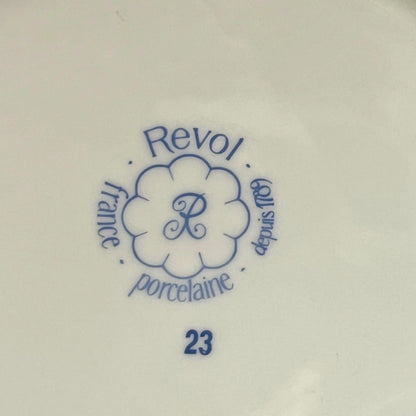 Revol
france
R
depuis 1789
porcelaine
23